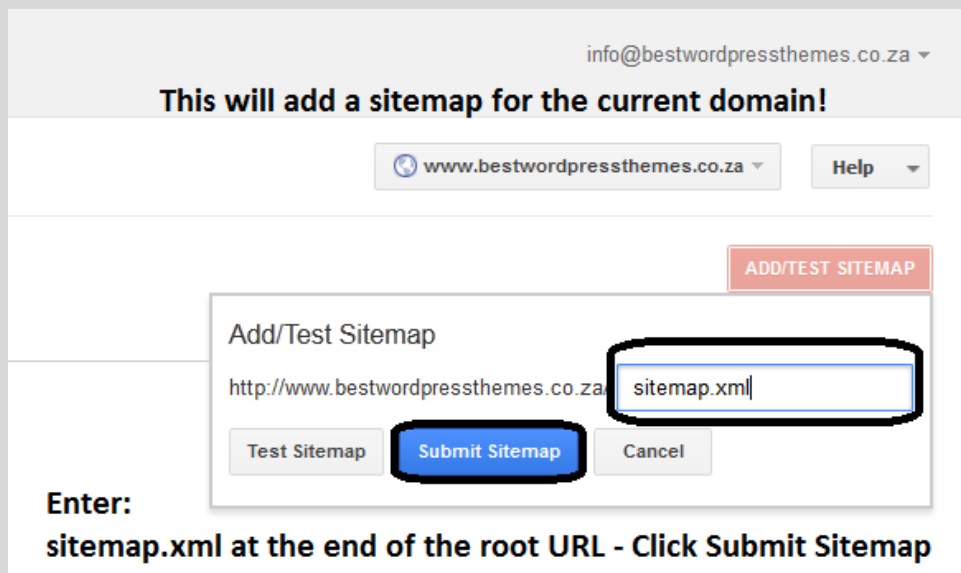 info@bestwordpressthemes.co.za
This will add a sitemap for the current domain!
www.bestwordpressthemes.co.za
Help
ADD/TEST SITEMAP
Add/Test Sitemap
http://www.bestwordpressthemes.co.za/ sitemap.xml
Test Sitemap Submit Sitemap Cancel
Enter:
sitemap.xml at the end of the root URL - Click Submit Sitemap